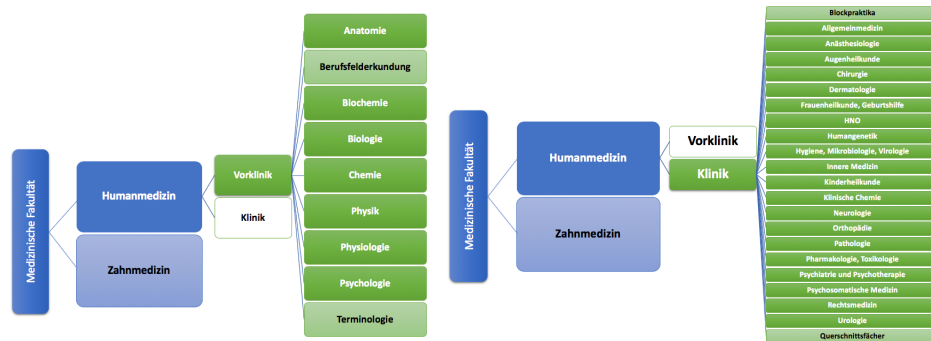 Medizinische Fakultät
Humanmedizin
Zahnmedizin
Vorklinik
Klinik
Anatomie
Berufsfelderkundung
Biochemie
Biologie
Chemie
Physik
Physiologie
Psychologie
Terminologie
Medizinische Fakultät
Humanmedizin
Zahnmedizin
Vorklinik
Klinik
Blockpraktika
Allgemeinmedizin
Anästhesiologie
Augenheilkunde
Chirurgie
Dermatologie
Frauenheilkunde, Geburtshilfe
HNO
Humangenetik
Hygiene, Mikrobiologie, Virologie
Innere Medizin
Kinderheilkunde
Klinische Chemie
Neurologie
Orthopädie
Pathologie
Pharmakologie, Toxikologie
Psychiatrie und Psychotherapie
Psychosomatische Medizin
Rechtsmedizin
Urologie
Querschnittsfächer